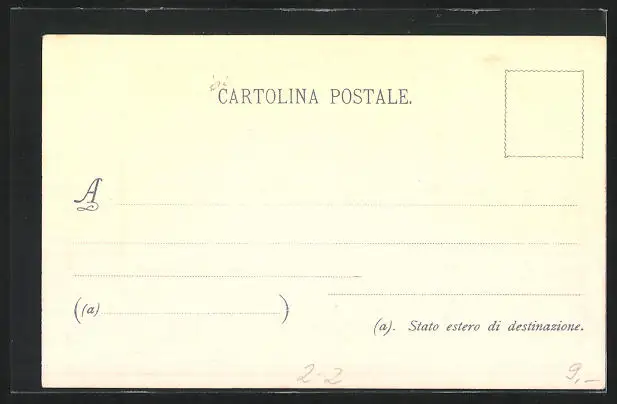 CARTOLINA POSTALE.
A
(a)
(a). Stato estero di destinazione.
2-2
9,–